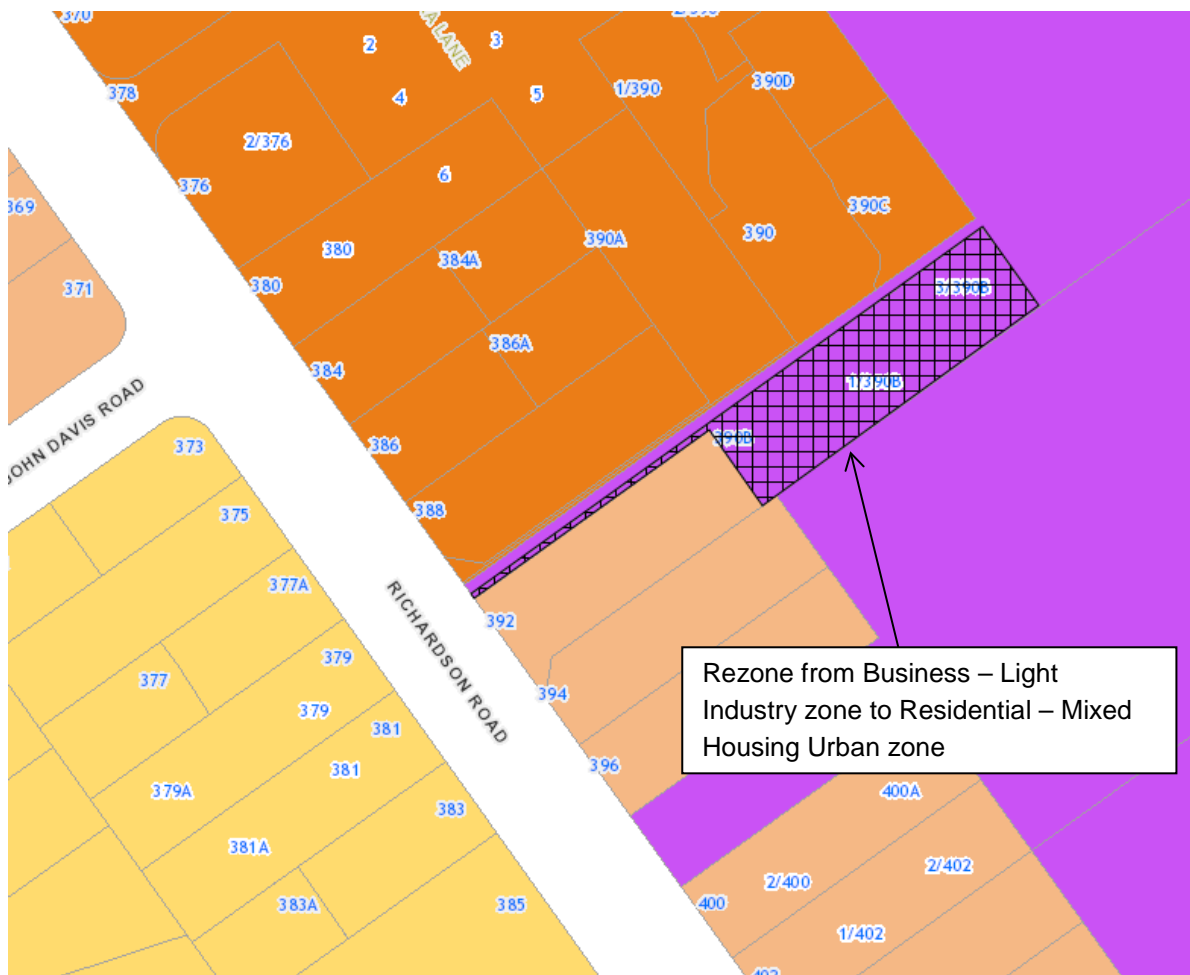 370
2
3
378
4
5
1/390
390D
2/376
6
376
369
390C
380
384A
390A
390
371
380
3/390B
386A
384
1/390B
JOHN DAVIS ROAD
373
386
390B
388
375
377A
RICHARDSON ROAD
392
379
377
394
Rezone from Business – Light
Industry zone to Residential – Mixed
Housing Urban zone
379
381
396
381
379A
383
400A
381A
2/402
2/400
383A
385
400
1/402
LANE